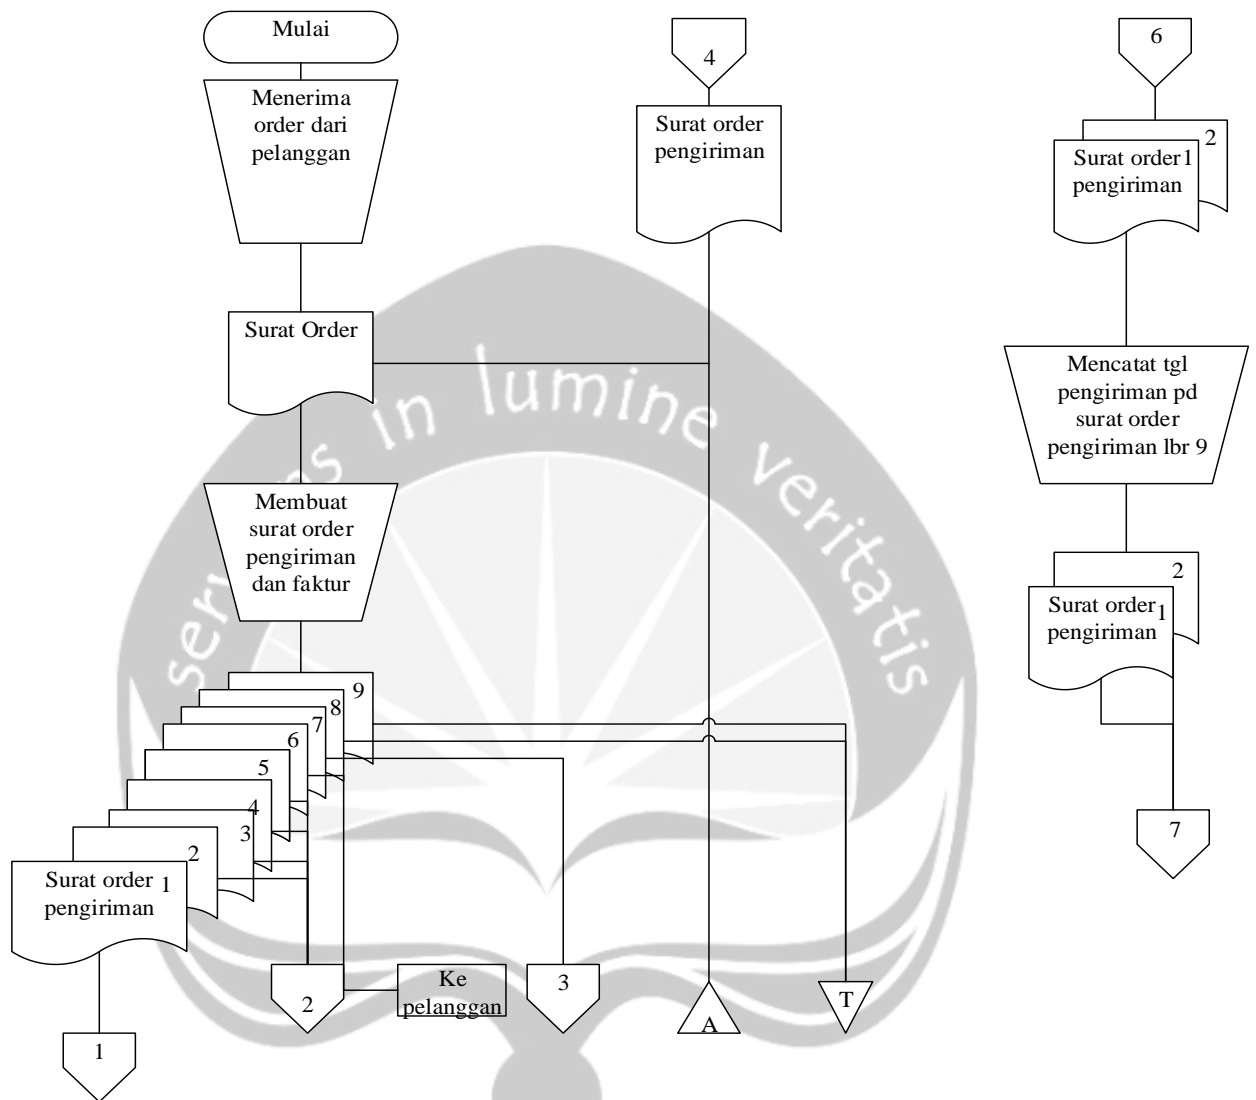 Mulai
Menerima
order dari
pelanggan
Surat Order
Membuat
surat order
pengiriman
dan faktur
9
8
7
6
5
4
3
2
Surat order 1
pengiriman
1
2
Ke
pelanggan
3
4
Surat order
pengiriman
A
T
6
2
Surat order 1
pengiriman
Mencatat tgl
pengiriman pd
surat order
pengiriman lbr 9
2
Surat order 1
pengiriman
7
serviens in lumine veritatis